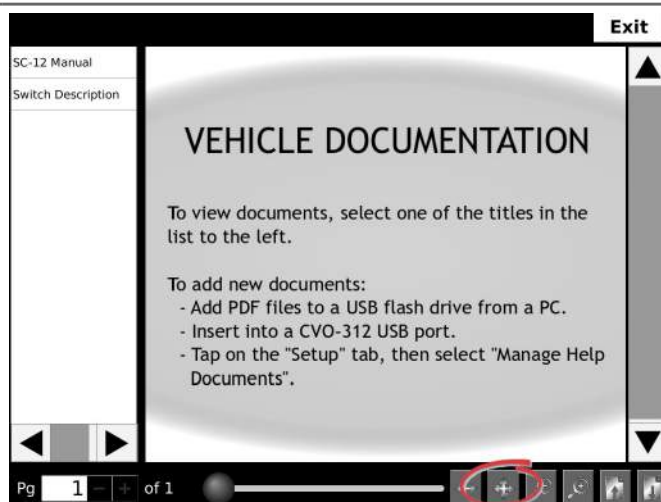 Exit
SC-12 Manual
Switch Description
VEHICLE DOCUMENTATION
To view documents, select one of the titles in the
list to the left.
To add new documents:
- Add PDF files to a USB flash drive from a PC.
- Insert into a CVO-312 USB port.
- Tap on the "Setup" tab, then select "Manage Help
Documents".
Pg 1 - + of 1